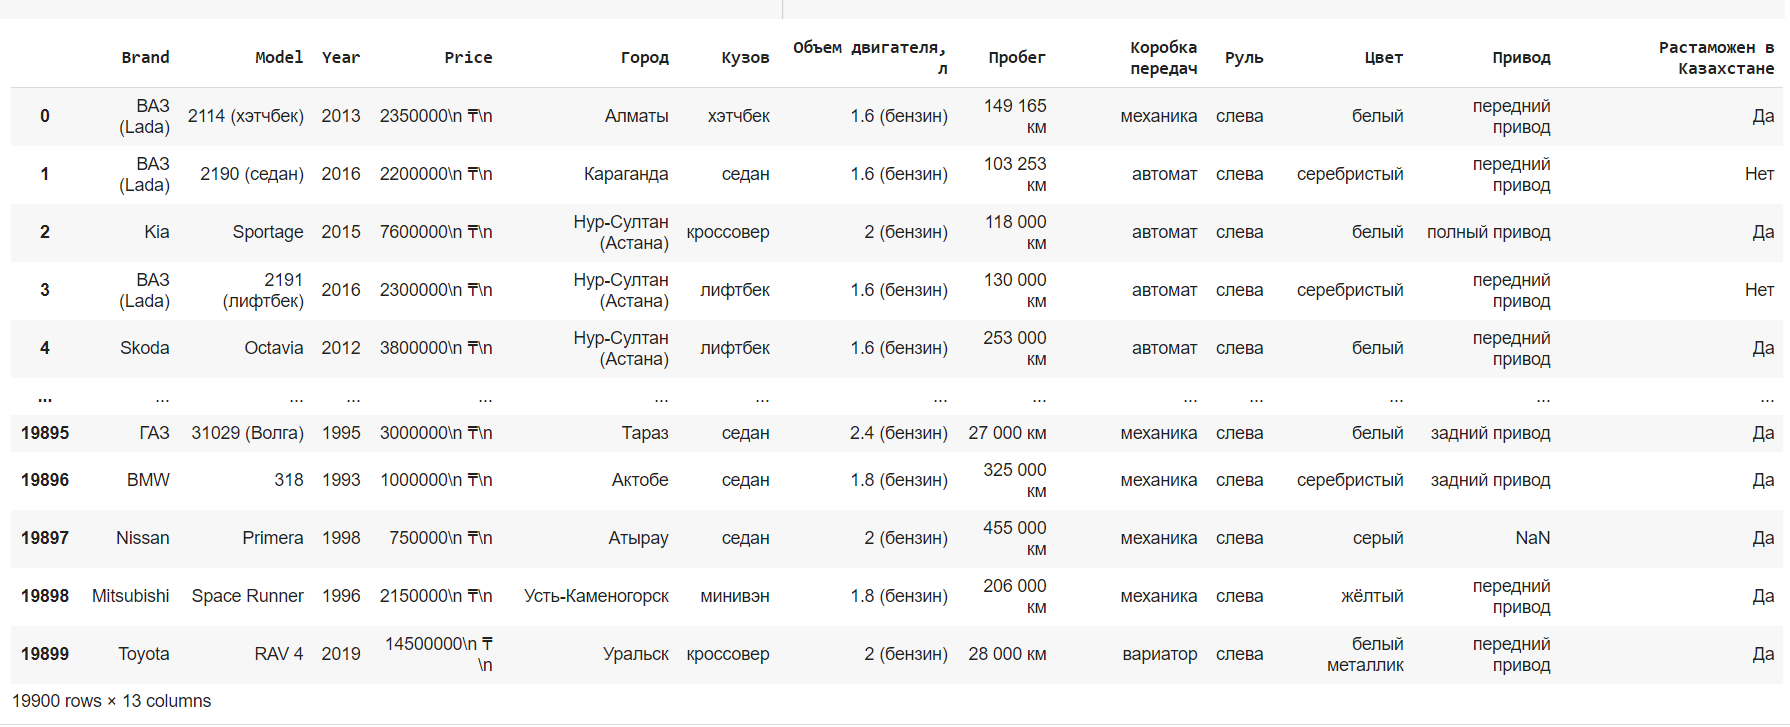 Brand Model Year Price Город Кузов Объем двигателя, л Пробег Коробка передач Руль Цвет Привод Растаможен в Казахстане
0 ВАЗ (Lada) 2114 (хэтчбек) 2013 2350000\n ₸\n Алматы хэтчбек 1.6 (бензин) 149 165 км механика слева белый передний привод Да
1 ВАЗ (Lada) 2190 (седан) 2016 2200000\n ₸\n Караганда седан 1.6 (бензин) 103 253 км автомат слева серебристый передний привод Нет
2 Kia Sportage 2015 7600000\n ₸\n Нур-Султан (Астана) кроссовер 2 (бензин) 118 000 км автомат слева белый полный привод Да
3 ВАЗ (Lada) 2191 (лифтбек) 2016 2300000\n ₸\n Нур-Султан (Астана) лифтбек 1.6 (бензин) 130 000 км автомат слева серебристый передний привод Нет
4 Skoda Octavia 2012 3800000\n ₸\n Нур-Султан (Астана) лифтбек 1.6 (бензин) 253 000 км автомат слева белый передний привод Да
... ... ... ... ... ... ... ... ... ... ... ... ... ...
19895 ГАЗ 31029 (Волга) 1995 3000000\n ₸\n Тараз седан 2.4 (бензин) 27 000 км механика слева белый задний привод Да
19896 BMW 318 1993 1000000\n ₸\n Актобе седан 1.8 (бензин) 325 000 км механика слева серебристый задний привод Да
19897 Nissan Primera 1998 750000\n ₸\n Атырау седан 2 (бензин) 455 000 км механика слева серый NaN Да
19898 Mitsubishi Space Runner 1996 2150000\n ₸\n Усть-Каменогорск минивэн 1.8 (бензин) 206 000 км механика слева жёлтый передний привод Да
19899 Toyota RAV 4 2019 14500000\n ₸\n Уральск кроссовер 2 (бензин) 28 000 км вариатор слева белый металлик передний привод Да
19900 rows × 13 columns